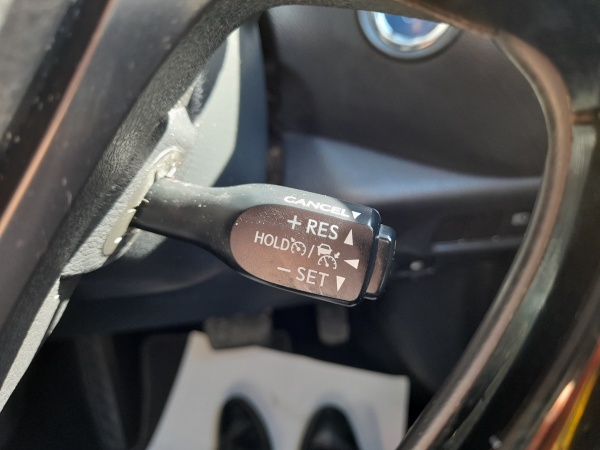 CANCEL
+ RES
HOLD /
- SET